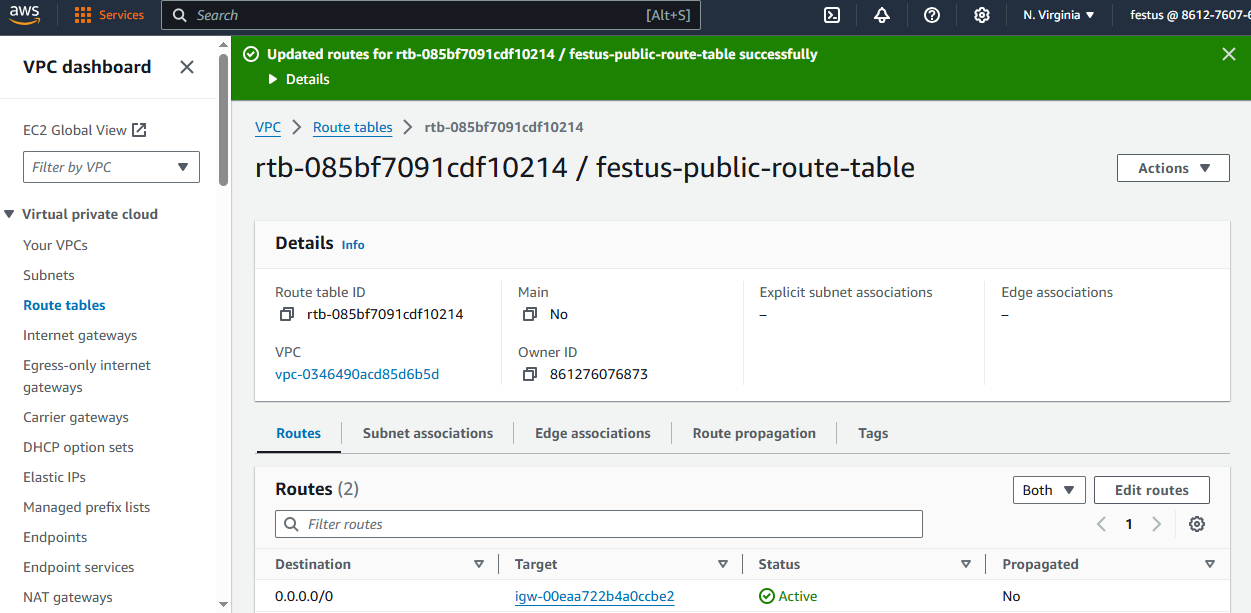 aws
Services
Search [Alt+S]
N. Virginia
festus @ 8612-7607-6
VPC dashboard
EC2 Global View
Filter by VPC
Virtual private cloud
Your VPCs
Subnets
Route tables
Internet gateways
Egress-only internet
gateways
Carrier gateways
DHCP option sets
Elastic IPs
Managed prefix lists
Endpoints
Endpoint services
NAT gateways
Updated routes for rtb-085bf7091cdf10214 / festus-public-route-table successfully
Details
VPC Route tables rtb-085bf7091cdf10214
rtb-085bf7091cdf10214 / festus-public-route-table
Actions
Details Info
Route table ID
rtb-085bf7091cdf10214
Main
No
Explicit subnet associations
–
Edge associations
–
VPC
vpc-0346490acd85d6b5d
Owner ID
861276076873
Routes Subnet associations Edge associations Route propagation Tags
Routes (2)
Both
Edit routes
Filter routes
1
Destination Target Status Propagated
0.0.0.0/0 igw-00eaa722b4a0ccbe2 Active No